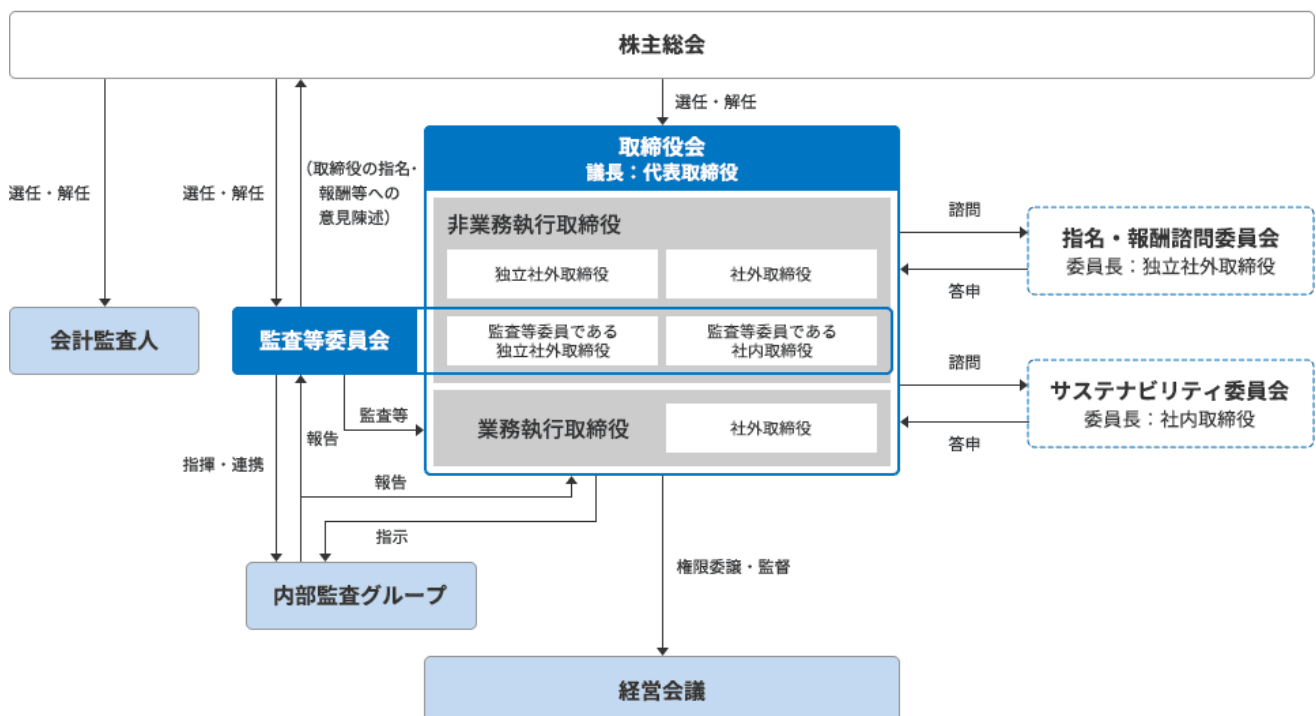 株主総会
選任・解任
選任・解任
(取締役の指名・
報酬等への
意見陳述)
選任・解任
取締役会
議長：代表取締役
非業務執行取締役
独立社外取締役
社外取締役
監査等委員会
監査等委員である
独立社外取締役
監査等委員である
社内取締役
業務執行取締役
社外取締役
会計監査人
諮問
指名・報酬諮問委員会
委員長：独立社外取締役
答申
諮問
サステナビリティ委員会
委員長：社内取締役
答申
監査等
報告
指揮・連携
報告
指示
内部監査グループ
権限委譲・監督
経営会議